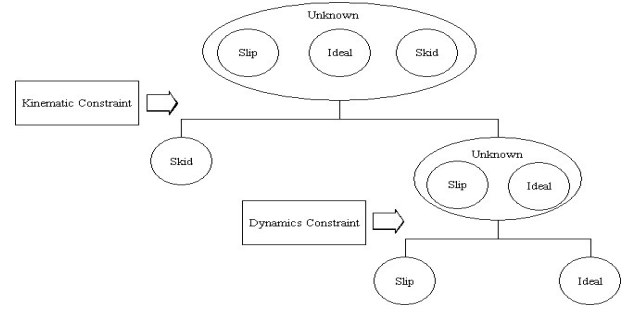 Unknown
Slip
Ideal
Skid
Kinematic Constraint
Skid
Unknown
Slip
Ideal
Dynamics Constraint
Slip
Ideal